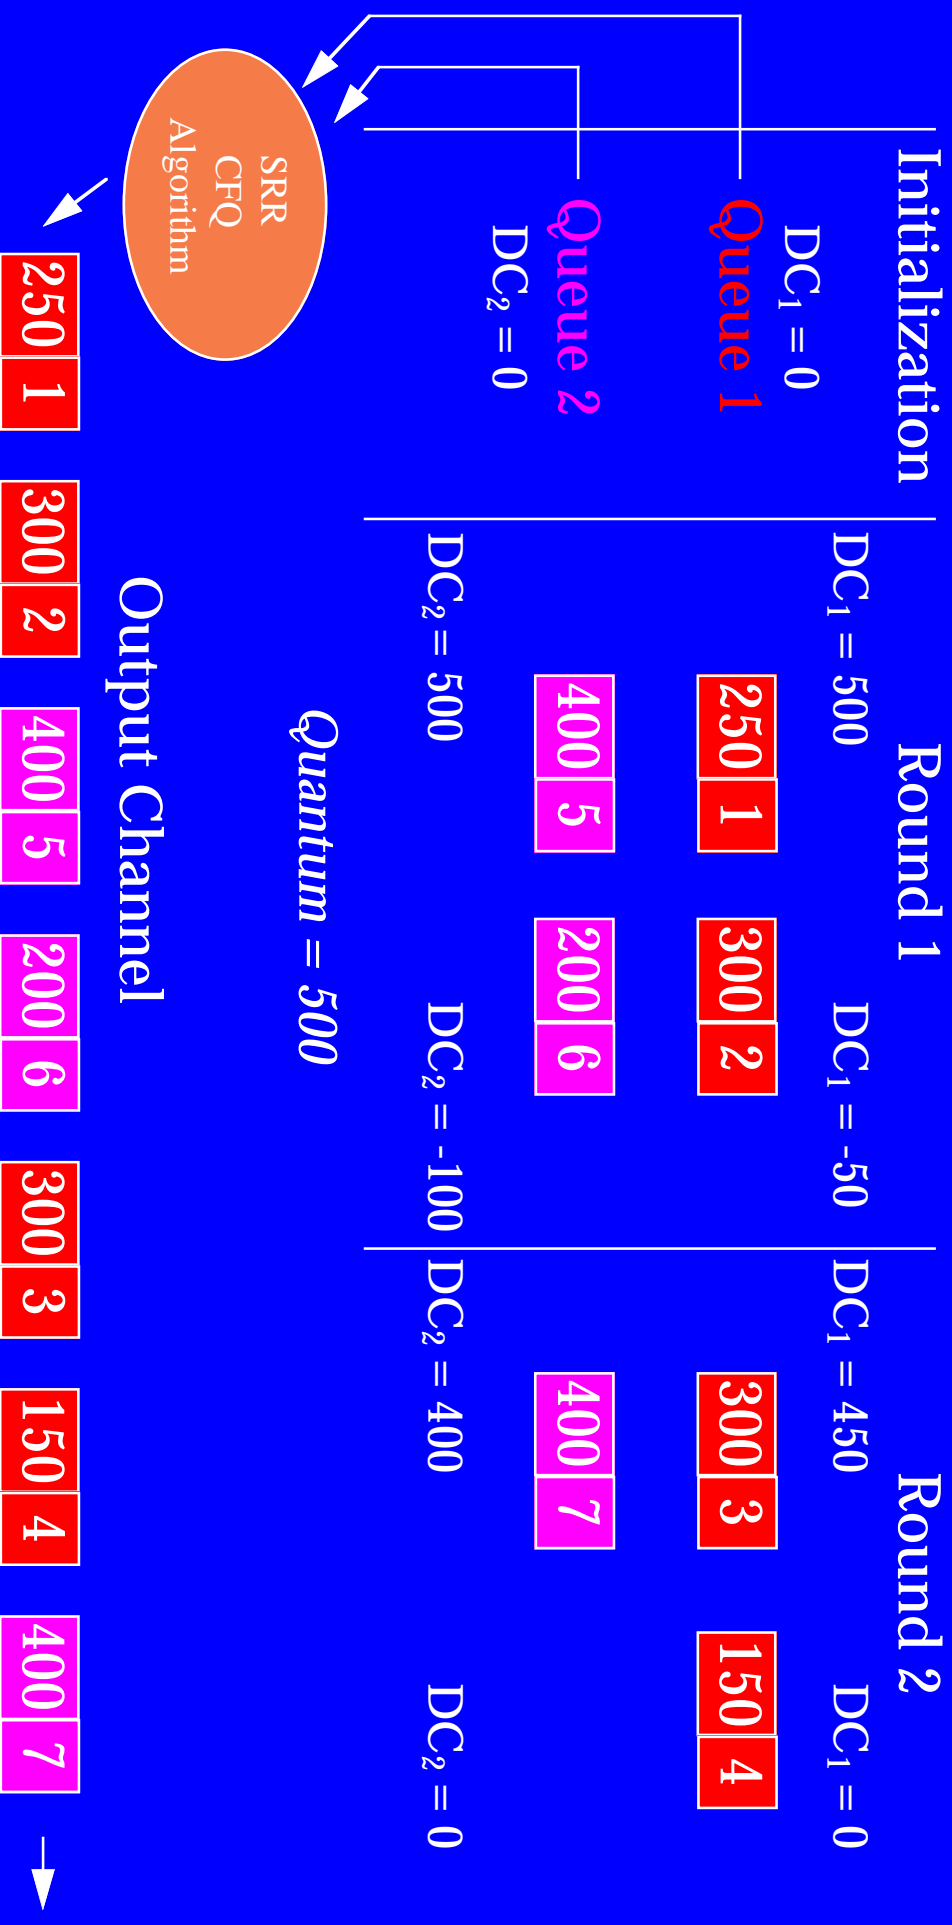 Initialization
Round 1
Round 2
DC₁ = 0
DC₁ = 500
DC₁ = -50
DC₁ = 450
DC₁ = 0
Queue 1
250 1
300 2
300 3
150 4
Queue 2
400 5
200 6
400 7
DC₂ = 0
DC₂ = 500
DC₂ = -100
DC₂ = 400
DC₂ = 0
Quantum = 500
SRR
CFQ
Algorithm
Output Channel
250 1
300 2
400 5
200 6
300 3
150 4
400 7